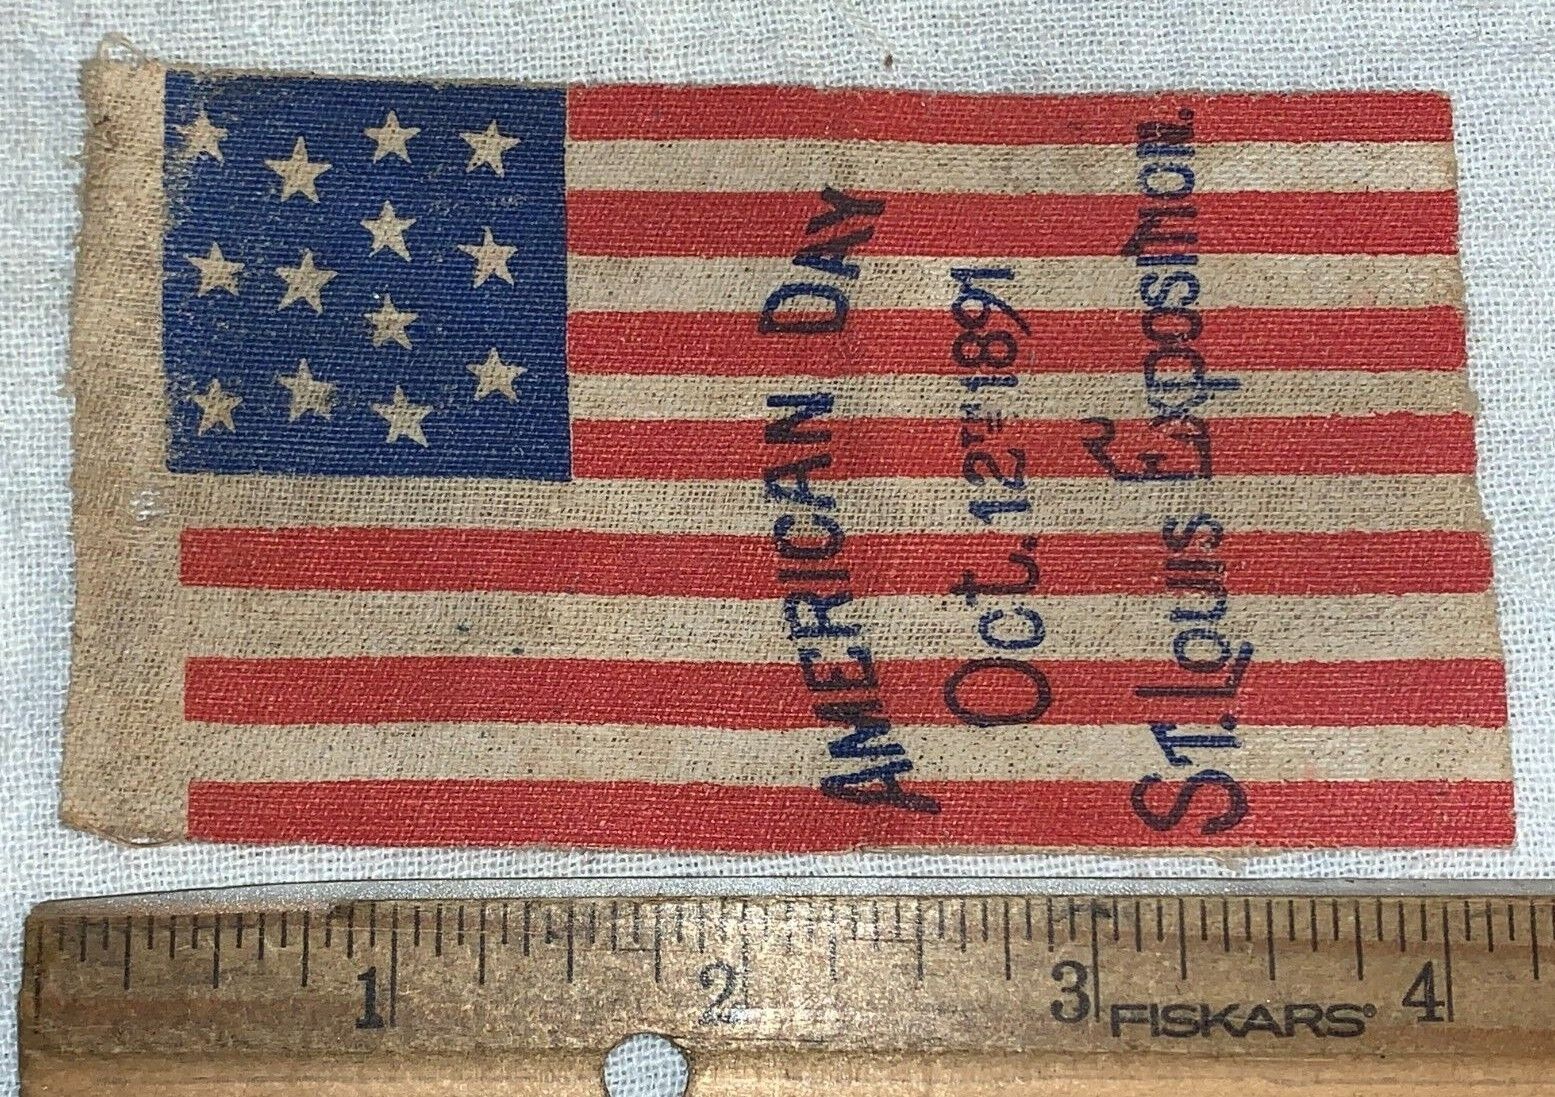 AMERICAN DAY
Oct. 12TH 1891
ST. LOUIS EXPOSITION.
1 2 3 4
FISKARS®